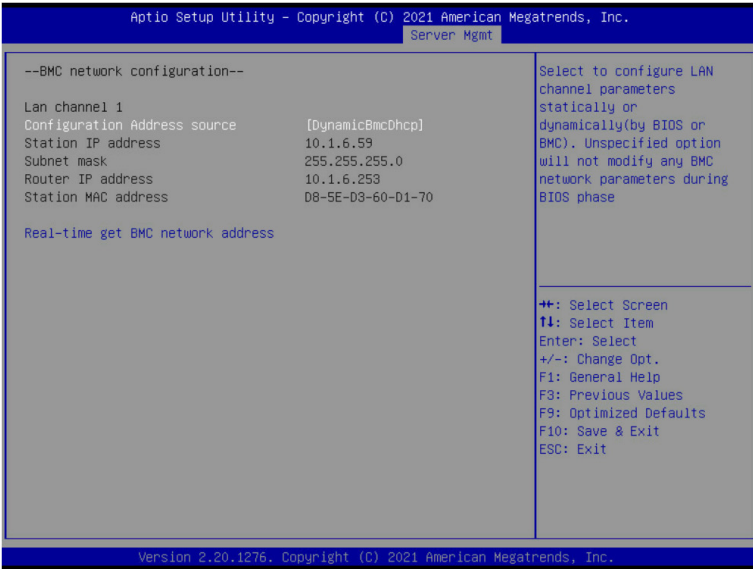 Aptio Setup Utility – Copyright (C) 2021 American Megatrends, Inc.
Server Mgmt
--BMC network configuration--
Lan channel 1
Configuration Address source [DynamicBmcDhcp]
Station IP address 10.1.6.59
Subnet mask 255.255.255.0
Router IP address 10.1.6.253
Station MAC address D8-5E-D3-60-D1-70
Real-time get BMC network address
Select to configure LAN
channel parameters
statically or
dynamically(by BIOS or
BMC). Unspecified option
will not modify any BMC
network parameters during
BIOS phase
→←: Select Screen
↑↓: Select Item
Enter: Select
+/-: Change Opt.
F1: General Help
F3: Previous Values
F9: Optimized Defaults
F10: Save & Exit
ESC: Exit
Version 2.20.1276. Copyright (C) 2021 American Megatrends, Inc.